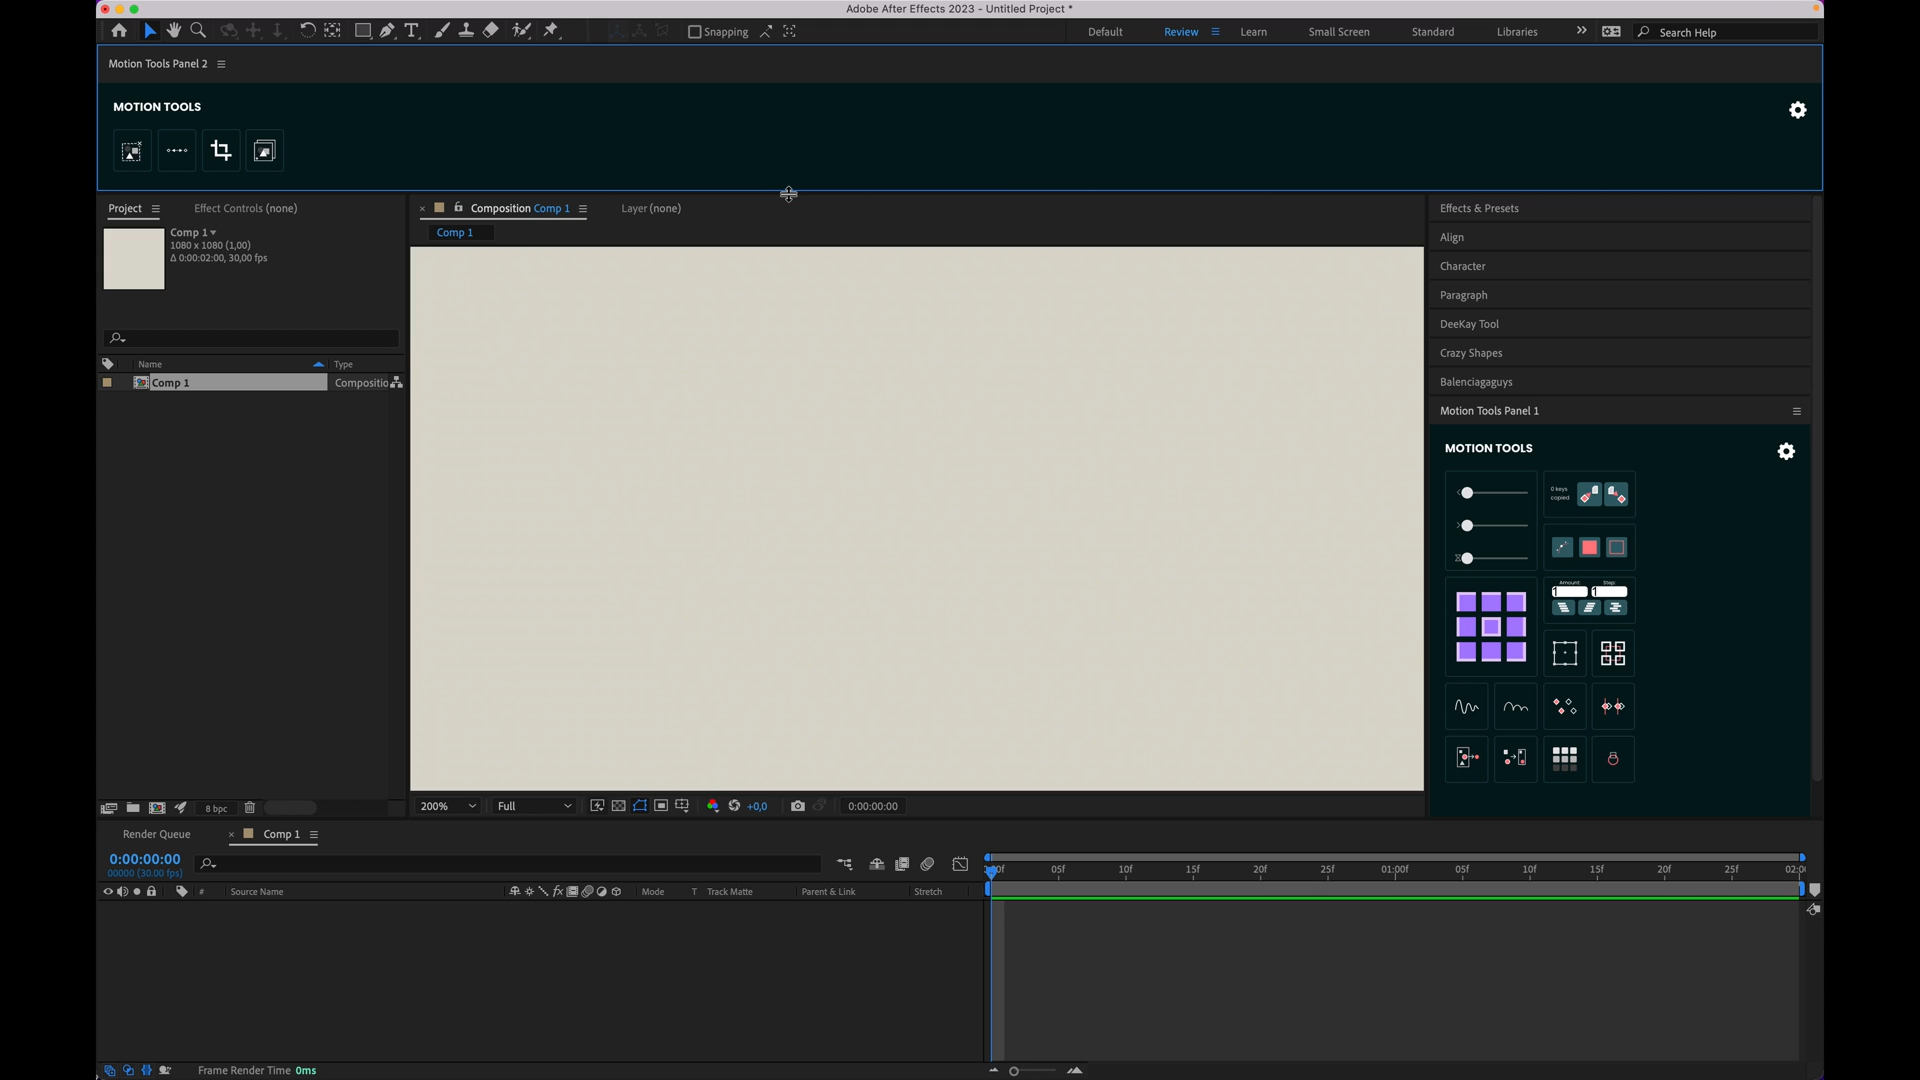 Adobe After Effects 2023 - Untitled Project *
Snapping
Default
Review
Learn
Small Screen
Standard
Libraries
Search Help
Motion Tools Panel 2
MOTION TOOLS
Project
Effect Controls (none)
Composition Comp 1
Layer (none)
Comp 1
Comp 1
1080 x 1080 (1,00)
Δ 0:00:02:00, 30,00 fps
Name
Type
Comp 1
Compositio
Effects & Presets
Align
Character
Paragraph
DeeKay Tool
Crazy Shapes
Balenciagaguys
Motion Tools Panel 1
MOTION TOOLS
0 keys
copied
Amount:
Step:
1
1
8 bpc
200%
Full
+0,0
0:00:00:00
Render Queue
Comp 1
0:00:00:00
00000 (30.00 fps)
#
Source Name
Mode
T
Track Matte
Parent & Link
Stretch
05f
10f
15f
20f
25f
01:00f
05f
10f
15f
20f
25f
Frame Render Time 0ms